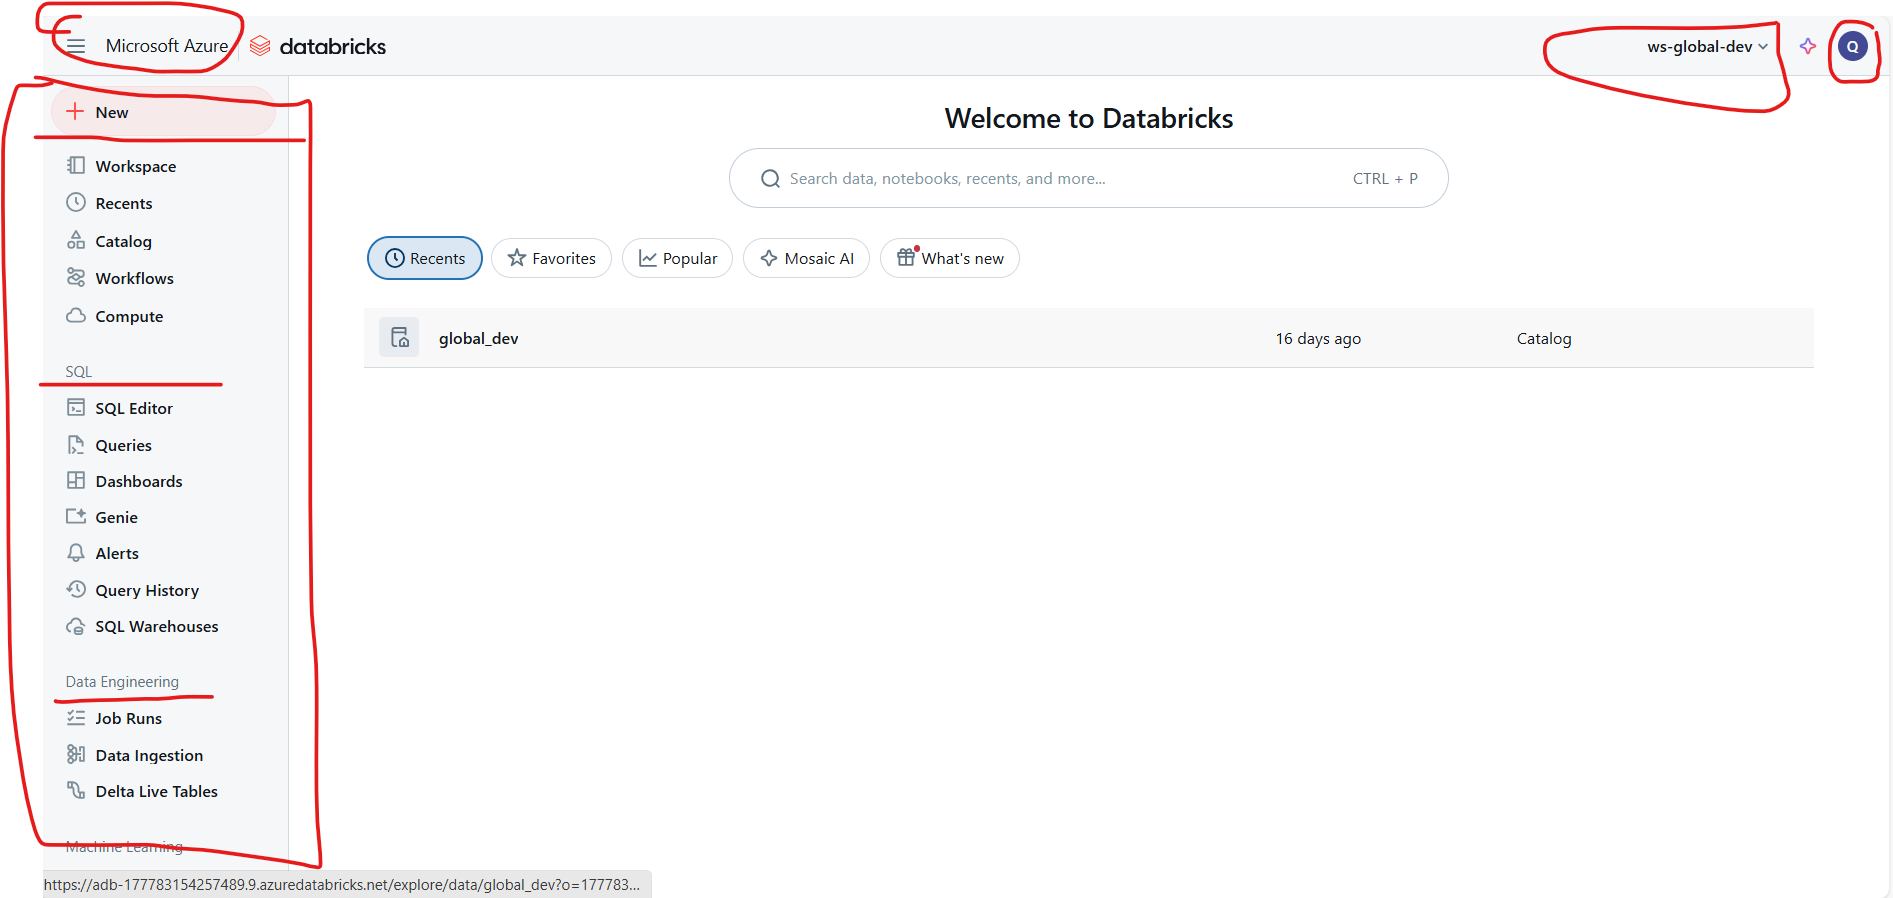 Microsoft Azure databricks ws-global-dev Q
New
Welcome to Databricks
Search data, notebooks, recents, and more... CTRL + P
Workspace
Recents
Catalog
Workflows
Compute
Recents Favorites Popular Mosaic AI What's new
global_dev 16 days ago Catalog
SQL
SQL Editor
Queries
Dashboards
Genie
Alerts
Query History
SQL Warehouses
Data Engineering
Job Runs
Data Ingestion
Delta Live Tables
Machine Learning
https://adb-177783154257489.9.azuredatabricks.net/explore/data/global_dev?o=177783...